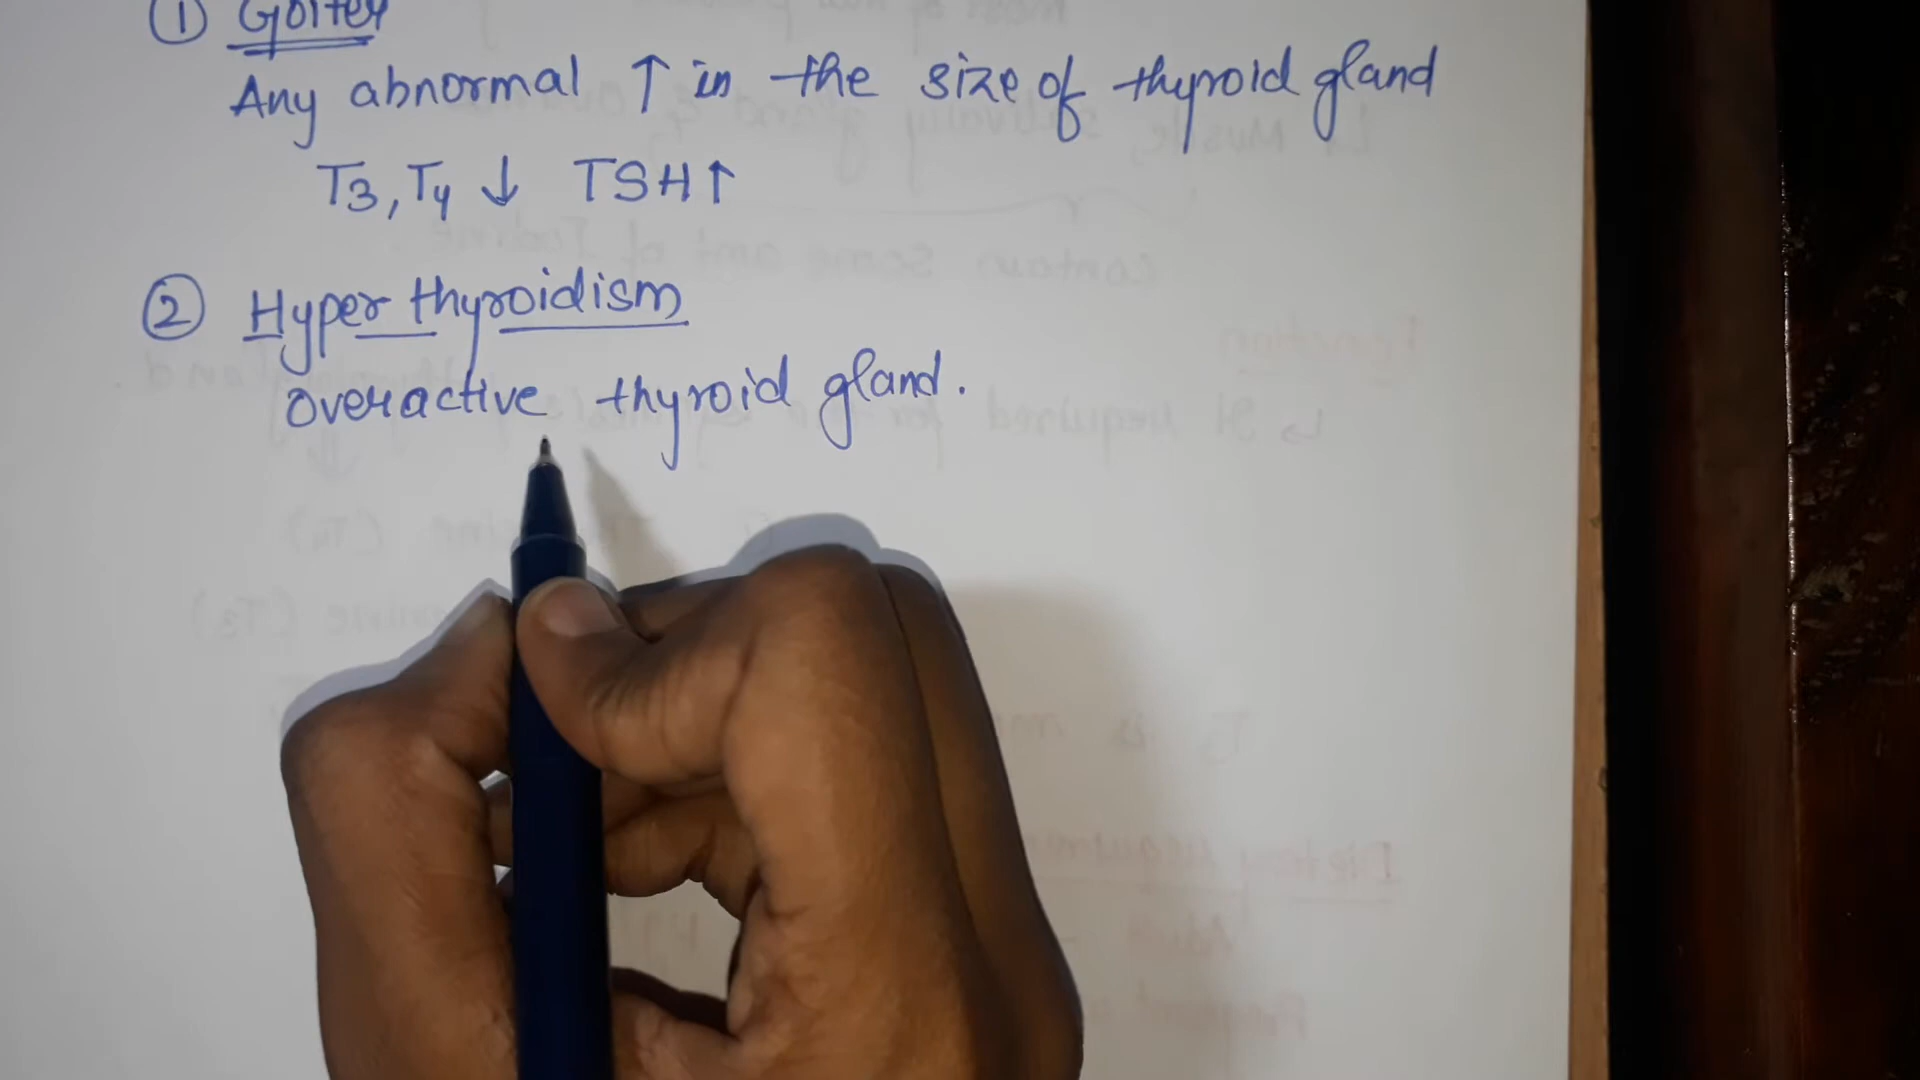 ① Goiter
Any abnormal ↑ in the size of thyroid gland
T3, T4 ↓ TSH↑
② Hyper thyroidism
overactive thyroid gland.